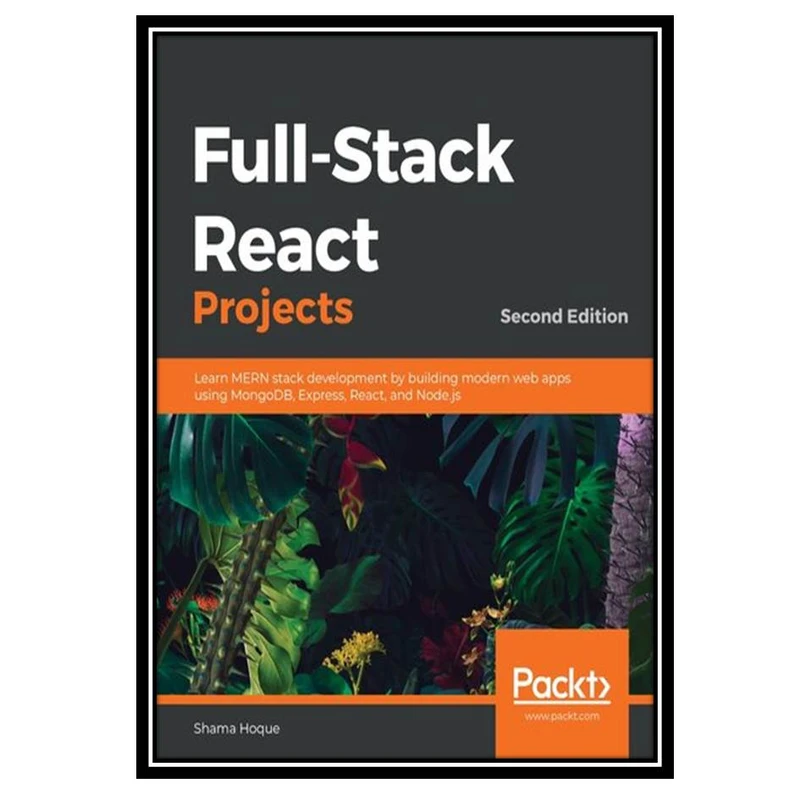 Full-Stack
React
Projects
Second Edition
Learn MERN stack development by building modern web apps
using MongoDB, Express, React, and Node.js
Packt>
www.packt.com
Shama Hoque